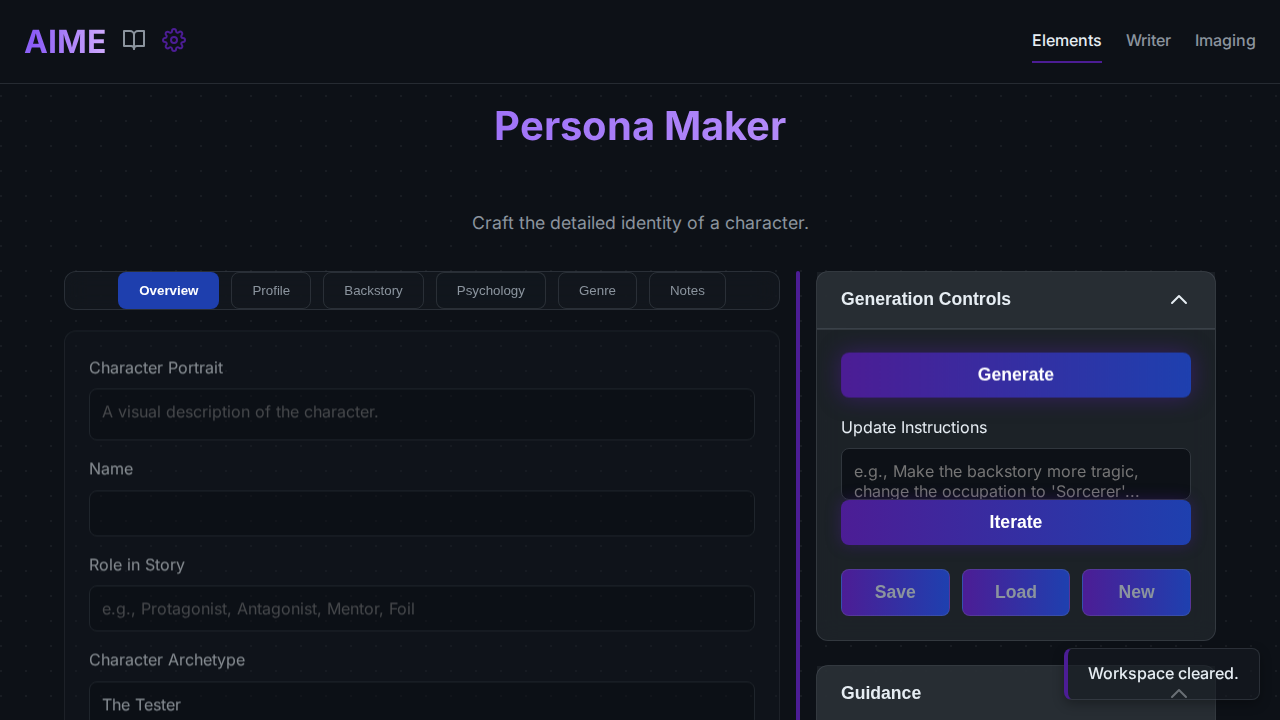 AIME
Elements
Writer
Imaging
Persona Maker
Craft the detailed identity of a character.
Overview
Profile
Backstory
Psychology
Genre
Notes
Character Portrait
A visual description of the character.
Name
Role in Story
e.g., Protagonist, Antagonist, Mentor, Foil
Character Archetype
The Tester
Generation Controls
Generate
Update Instructions
e.g., Make the backstory more tragic,
change the occupation to 'Sorcerer'...
Iterate
Save
Load
New
Guidance
Workspace cleared.